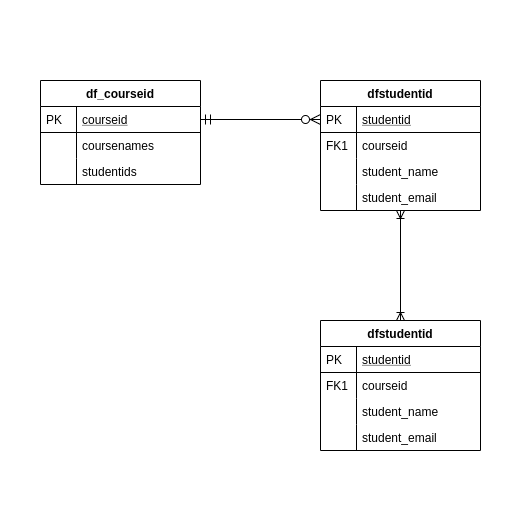 df_courseid
PK courseid
coursenames
studentids
dfstudentid
PK studentid
FK1 courseid
student_name
student_email
dfstudentid
PK studentid
FK1 courseid
student_name
student_email